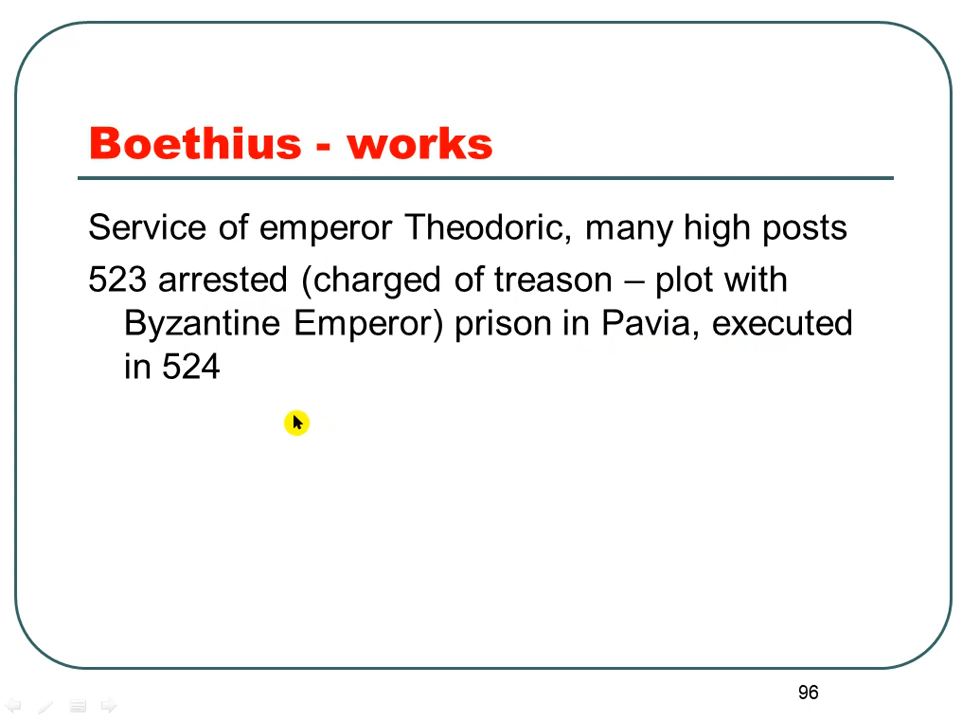 Boethius - works
Service of emperor Theodoric, many high posts
523 arrested (charged of treason – plot with
Byzantine Emperor) prison in Pavia, executed
in 524
96